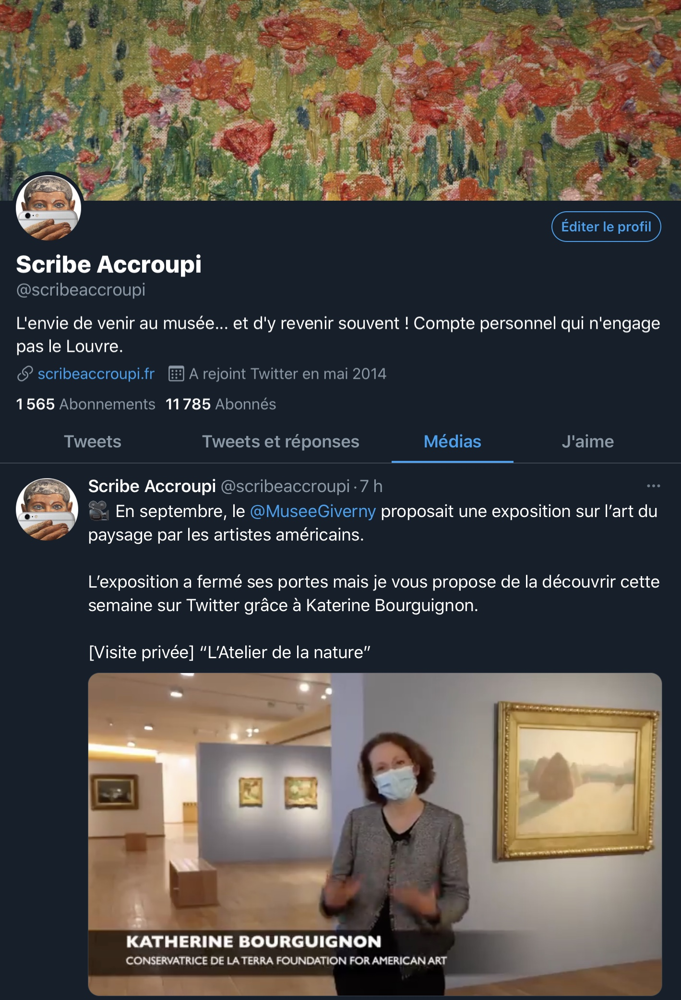 Éditer le profil
Scribe Accroupi
@scribeaccroupi
L'envie de venir au musée... et d'y revenir souvent ! Compte personnel qui n'engage
pas le Louvre.
scribeaccroupi.fr A rejoint Twitter en mai 2014
1 565 Abonnements 11 785 Abonnés
Tweets Tweets et réponses Médias J'aime
Scribe Accroupi @scribeaccroupi · 7 h
🎥 En septembre, le @MuseeGiverny proposait une exposition sur l’art du
paysage par les artistes américains.
L’exposition a fermé ses portes mais je vous propose de la découvrir cette
semaine sur Twitter grâce à Katerine Bourguignon.
[Visite privée] “L’Atelier de la nature”
KATHERINE BOURGUIGNON
CONSERVATRICE DE LA TERRA FOUNDATION FOR AMERICAN ART